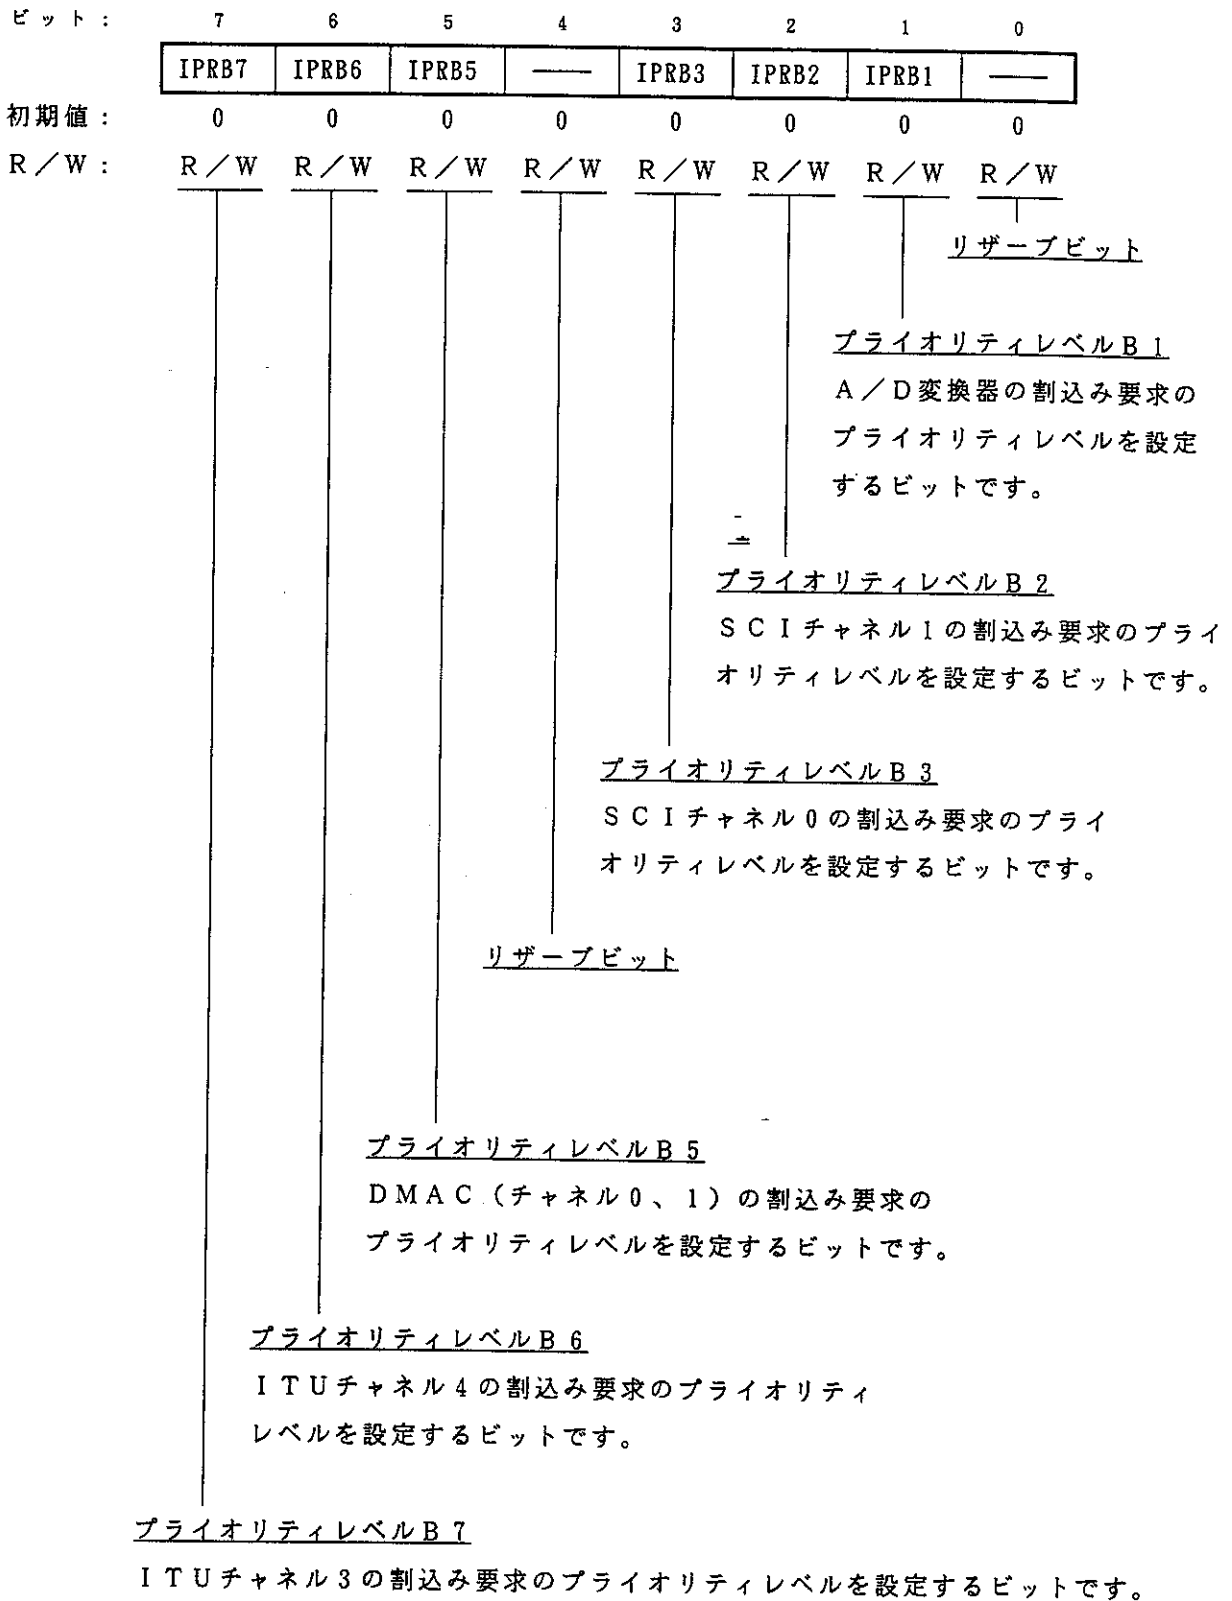 ビット： 7 6 5 4 3 2 1 0
IPRB7 IPRB6 IPRB5 — IPRB3 IPRB2 IPRB1 —
初期値： 0 0 0 0 0 0 0 0
R／W： R／W R／W R／W R／W R／W R／W R／W R／W
リザーブビット
プライオリティレベルB1
A／D変換器の割込み要求の
プライオリティレベルを設定
するビットです。
プライオリティレベルB2
SCIチャネル1の割込み要求のプライ
オリティレベルを設定するビットです。
プライオリティレベルB3
SCIチャネル0の割込み要求のプライ
オリティレベルを設定するビットです。
リザーブビット
プライオリティレベルB5
DMAC（チャネル0、1）の割込み要求の
プライオリティレベルを設定するビットです。
プライオリティレベルB6
ITUチャネル4の割込み要求のプライオリティ
レベルを設定するビットです。
プライオリティレベルB7
ITUチャネル3の割込み要求のプライオリティレベルを設定するビットです。